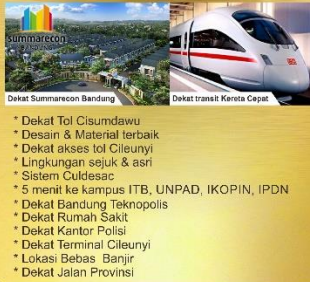 summarecon
BANDUNG
Dekat Summarecon Bandung
Dekat transit Kereta Cepat
* Dekat Tol Cisumdawu
* Desain & Material terbaik
* Dekat akses tol Cileunyi
* Lingkungan sejuk & asri
* Sistem Culdesac
* 5 menit ke kampus ITB, UNPAD, IKOPIN, IPDN
* Dekat Bandung Teknopolis
* Dekat Rumah Sakit
* Dekat Kantor Polisi
* Dekat Terminal Cileunyi
* Lokasi Bebas Banjir
* Dekat Jalan Provinsi